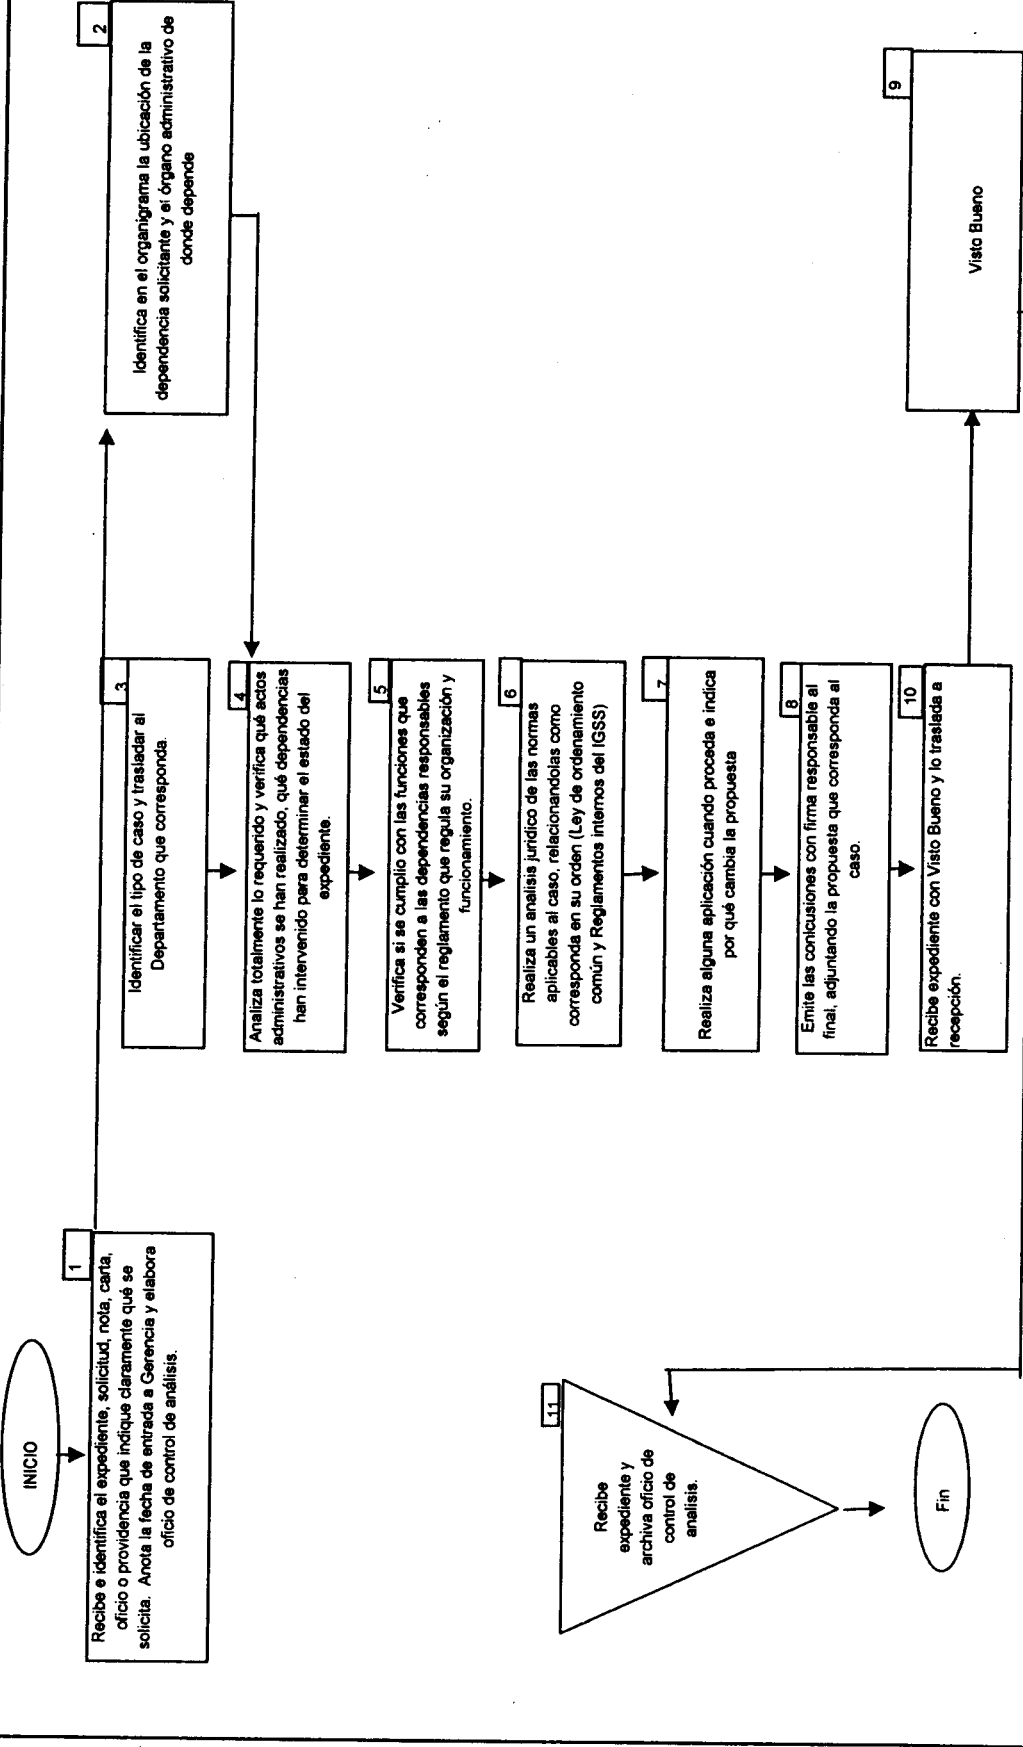 INICIO
1
Recibe e identifica el expediente, solicitud, nota, carta,
oficio o providencia que indique claramente qué se
solicita. Anota la fecha de entrada a Gerencia y elabora
oficio de control de análisis.
2
Identifica en el organigrama la ubicación de la
dependencia solicitante y el órgano administrativo de
donde depende
3
Identificar el tipo de caso y trasladar al
Departamento que corresponda.
4
Analiza totalmente lo requerido y verifica qué actos
administrativos se han realizado, qué dependencias
han intervenido para determinar el estado del
expediente.
5
Verifica si se cumplio con las funciones que
corresponden a las dependencias responsables
según el reglamento que regula su organización y
funcionamiento.
6
Realiza un analisis juridico de las normas
aplicables al caso, relacionandolas como
corresponda en su orden (Ley de ordenamiento
común y Reglamentos internos del IGSS)
7
Realiza alguna aplicación cuando proceda e indica
por qué cambia la propuesta
8
Emite las conlcusiones con firma responsable al
final, adjuntando la propuesta que corresponda al
caso.
9
Visto Bueno
10
Recibe expediente con Visto Bueno y lo traslada a
recepción.
11
Recibe
expediente y
archiva oficio de
control de
analisis.
Fin